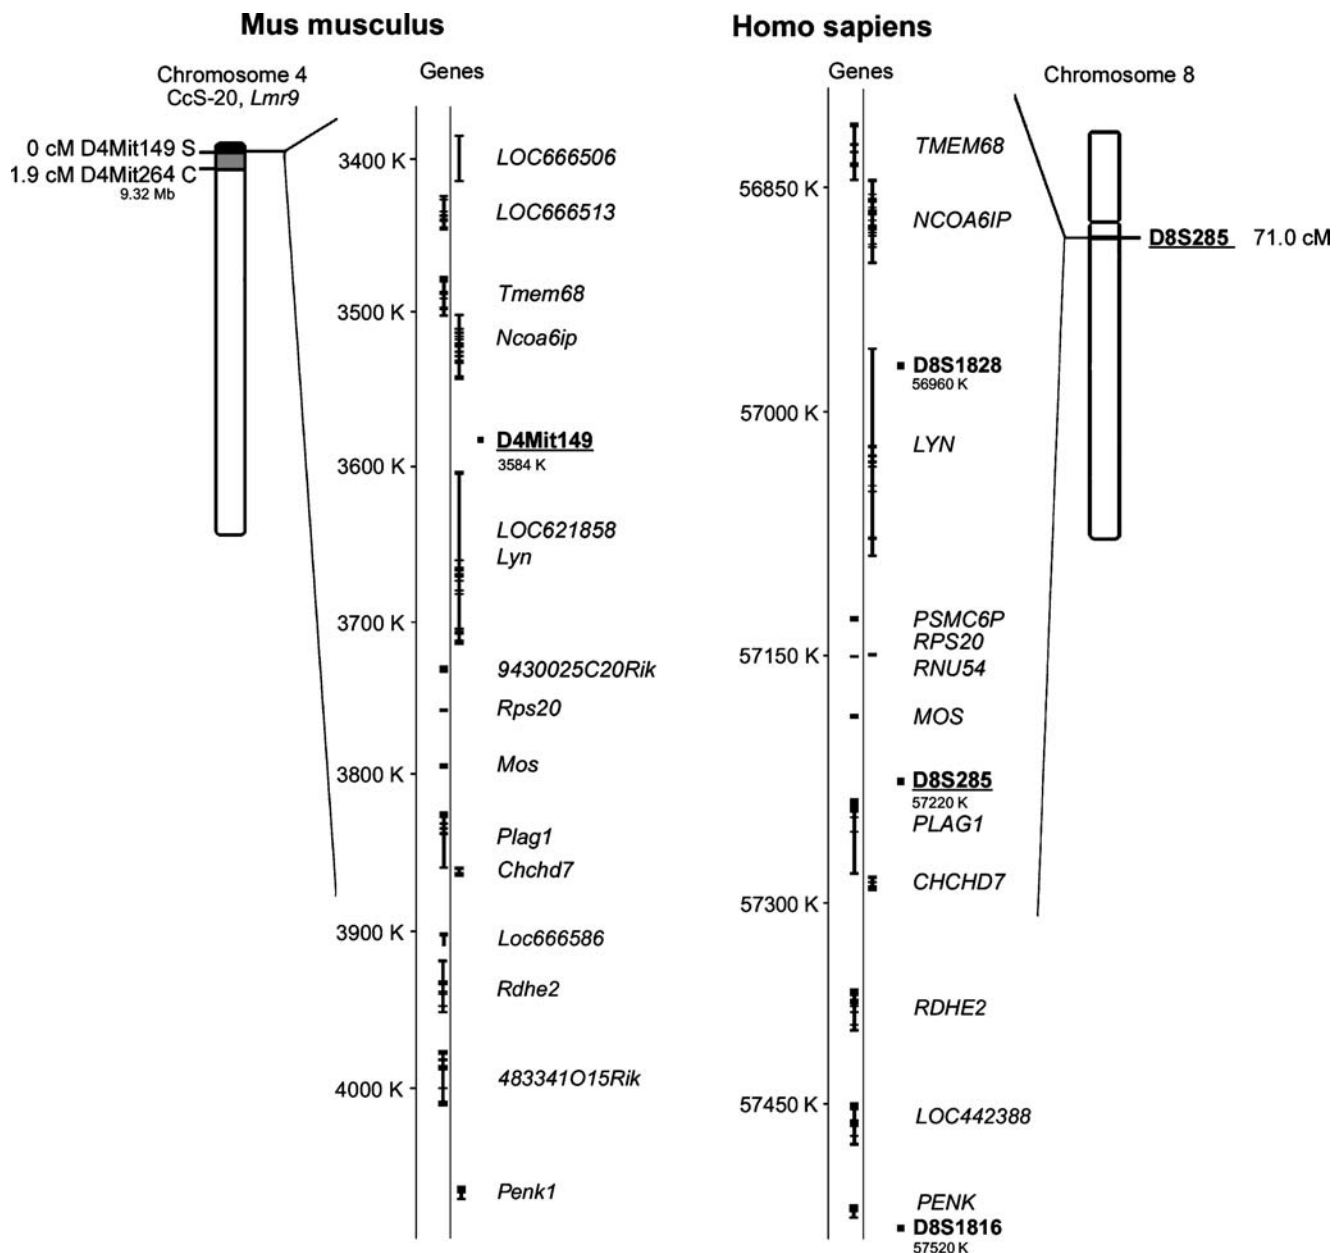 Mus musculus
Chromosome 4
CcS-20, Lmr9
Genes
0 cM D4Mit149 S
1.9 cM D4Mit264 C
9.32 Mb
3400 K
3500 K
3600 K
3700 K
3800 K
3900 K
4000 K
LOC666506
LOC666513
Tmem68
Ncoa6ip
D4Mit149
3584 K
LOC621858
Lyn
9430025C20Rik
Rps20
Mos
Plag1
Chchd7
Loc666586
Rdhe2
483341O15Rik
Penk1
Homo sapiens
Genes
Chromosome 8
56850 K
57000 K
57150 K
57300 K
57450 K
TMEM68
NCOA6IP
D8S1828
56960 K
LYN
PSMC6P
RPS20
RNU54
MOS
D8S285
57220 K
PLAG1
CHCHD7
RDHE2
LOC442388
PENK
D8S1816
57520 K
D8S285 71.0 cM